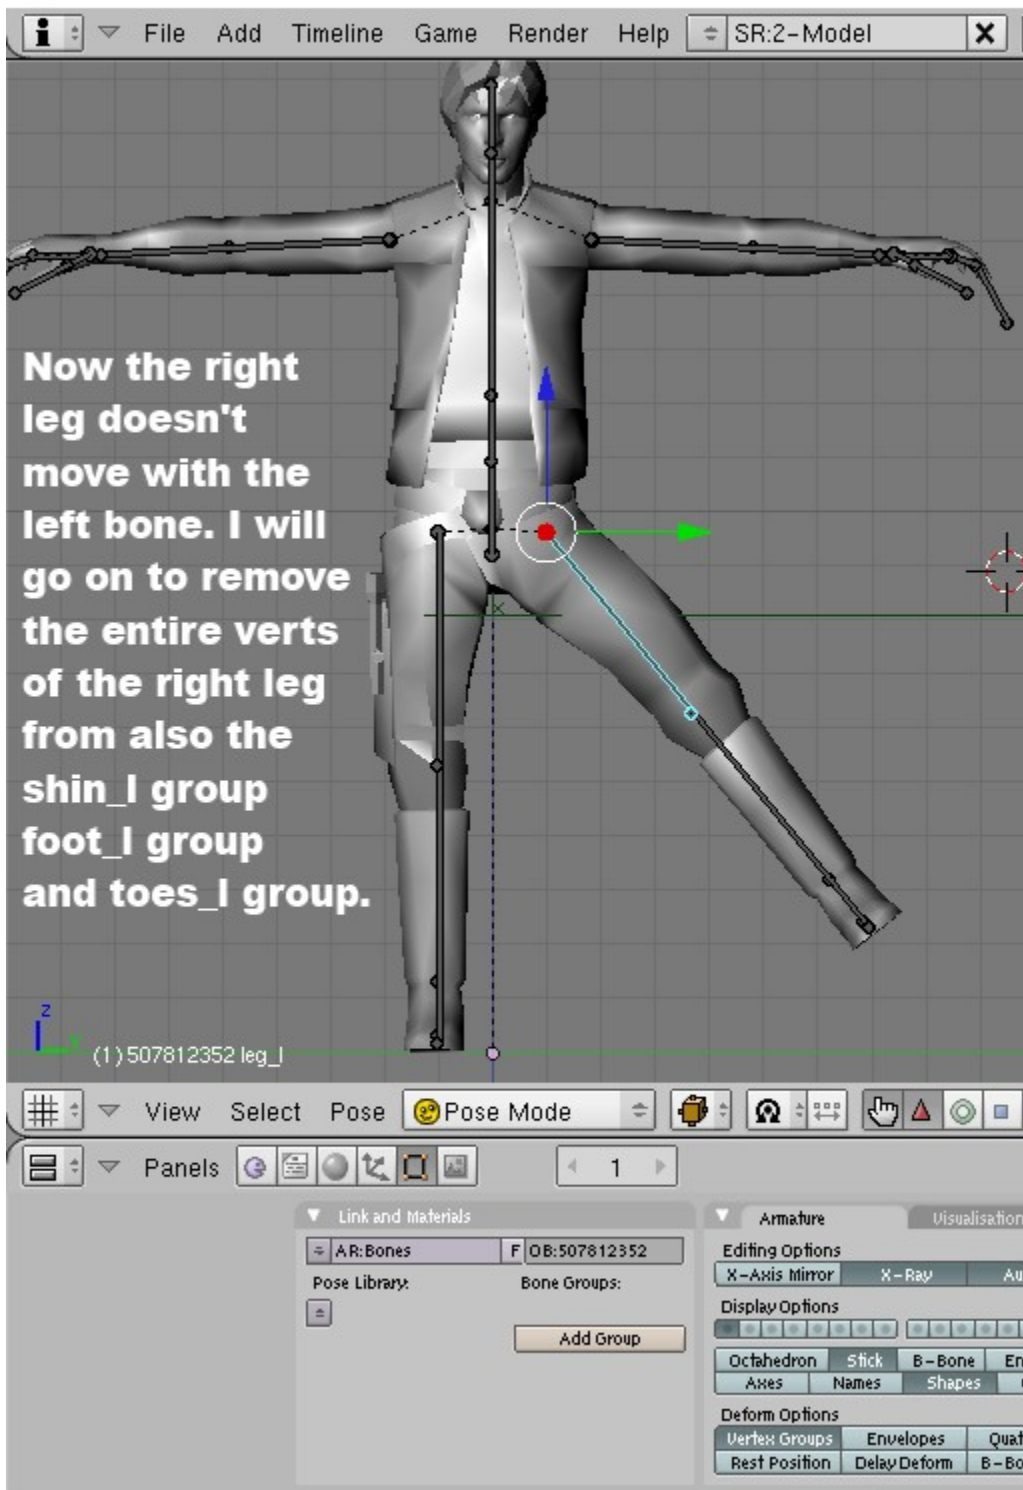 File Add Timeline Game Render Help SR:2-Model
Now the right
leg doesn't
move with the
left bone. I will
go on to remove
the entire verts
of the right leg
from also the
shin_l group
foot_l group
and toes_l group.
z
(1) 507812352 leg_l
View Select Pose Pose Mode
Panels 1
Link and Materials
AR:Bones F OB:507812352
Pose Library: Bone Groups:
Add Group
Armature Visualisation
Editing Options
X-Axis Mirror X-Ray Au
Display Options
Octahedron Stick B-Bone En
Axes Names Shapes
Deform Options
Vertex Groups Envelopes Quat
Rest Position Delay Deform B-Bo